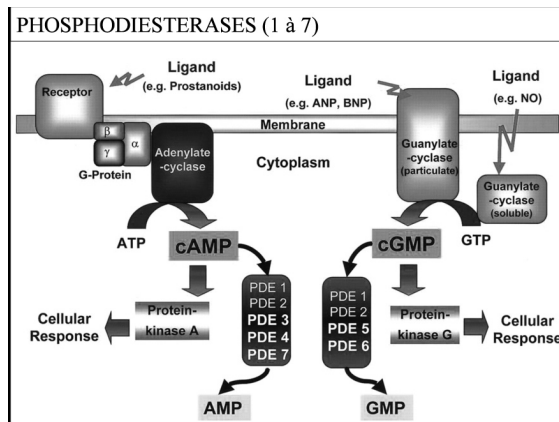 PHOSPHODIESTERASES (1 à 7)
Receptor
Ligand
(e.g. Prostanoids)
Ligand
(e.g. ANP, BNP)
Ligand
(e.g. NO)
Membrane
β
γ
α
G-Protein
Adenylate
-cyclase
Cytoplasm
Guanylate-
cyclase
(particulate)
Guanylate
-cyclase
(soluble)
ATP
cAMP
cGMP
GTP
PDE 1
PDE 2
PDE 3
PDE 4
PDE 7
PDE 1
PDE 2
PDE 5
PDE 6
Cellular
Response
Protein-
kinase A
Protein-
kinase G
Cellular
Response
AMP
GMP